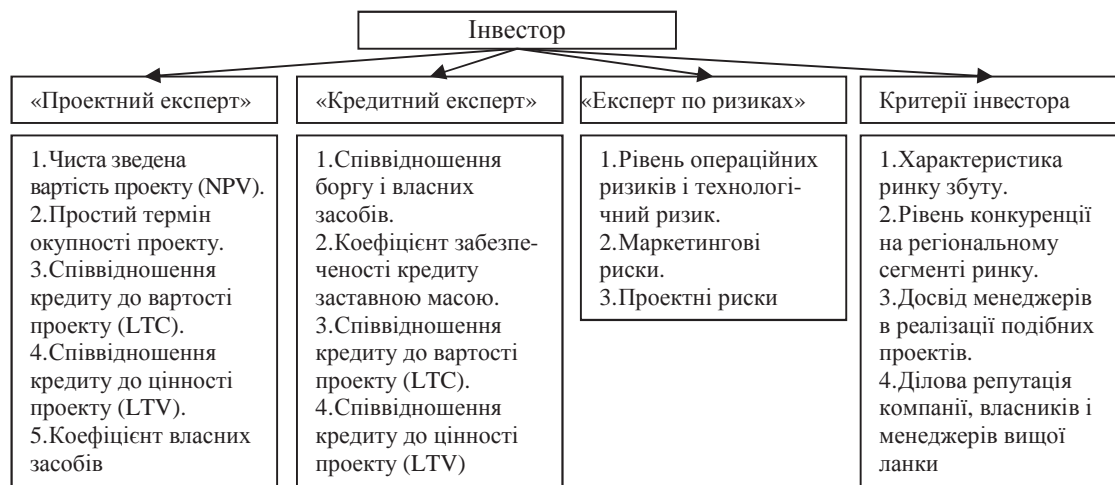 Інвестор
«Проектний експерт»
«Кредитний експерт»
«Експерт по ризиках»
Критерії інвестора
1.Чиста зведена
вартість проекту (NPV).
2.Простий термін
окупності проекту.
3.Співвідношення
кредиту до вартості
проекту (LTC).
4.Співвідношення
кредиту до цінності
проекту (LTV).
5.Коефіцієнт власних
засобів
1.Співвідношення
боргу і власних
засобів.
2.Коефіцієнт забезпе-
ченості кредиту
заставною масою.
3.Співвідношення
кредиту до вартості
проекту (LTC).
4.Співвідношення
кредиту до цінності
проекту (LTV)
1.Рівень операційних
ризиків і технологі-
чний ризик.
2.Маркетингові
риски.
3.Проектні риски
1.Характеристика
ринку збуту.
2.Рівень конкуренції
на регіональному
сегменті ринку.
3.Досвід менеджерів
в реалізації подібних
проектів.
4.Ділова репутація
компанії, власників і
менеджерів вищої
ланки